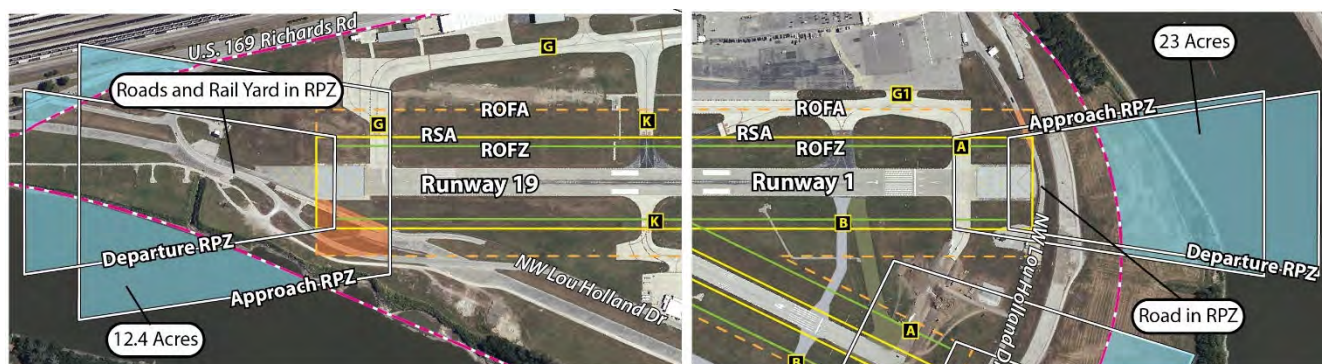 U.S. 169 Richards Rd
G
Roads and Rail Yard in RPZ
ROFA
G
K
RSA
ROFZ
Runway 19
K
Departure RPZ
Approach RPZ
NW Lou Holland Dr
12.4 Acres
23 Acres
G1
ROFA
Approach RPZ
RSA
A
ROFZ
Runway 1
B
NW Lou Holland D
Departure RPZ
Road in RPZ
A
B